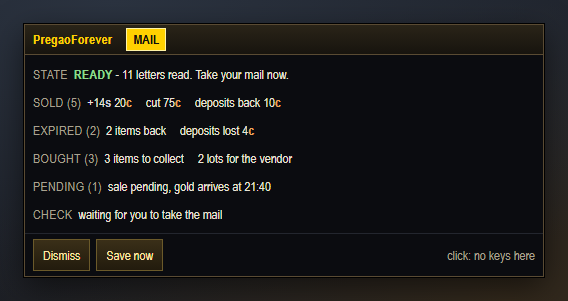 PregaoForever MAIL
STATE READY - 11 letters read. Take your mail now.
SOLD (5) +14s 20c cut 75c deposits back 10c
EXPIRED (2) 2 items back deposits lost 4c
BOUGHT (3) 3 items to collect 2 lots for the vendor
PENDING (1) sale pending, gold arrives at 21:40
CHECK waiting for you to take the mail
Dismiss Save now click: no keys here